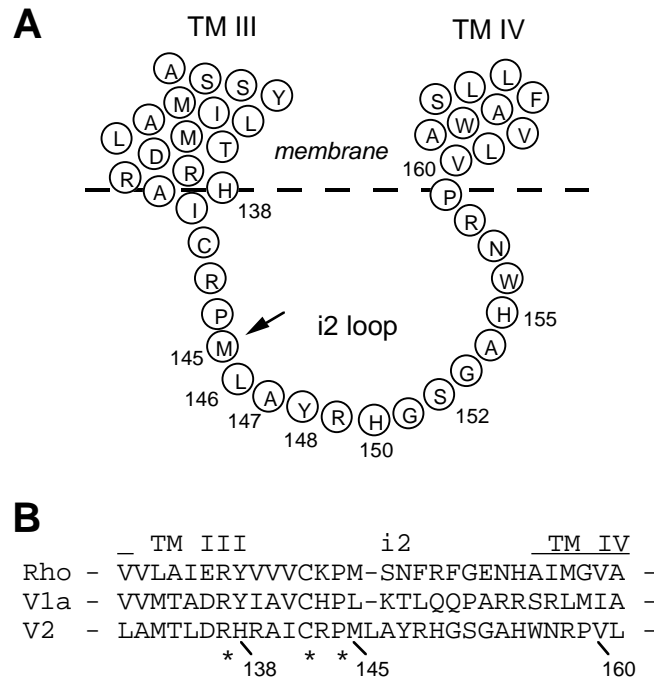 A
TM III
TM IV
A S S Y
M I L
L A M T
D R
R A H
I
138
S L L F
A W A V
V L
160
P
membrane
C
R
P
M
145
L
146
A
147
Y
148
R
H
150
G
S
152
G
A
H
155
W
N
R
i2 loop
B
TM III i2 TM IV
Rho - VVLAIERYVVVCKPM-SNFRFGENHAIMGVA -
V1a - VVMTADRYIAVCHPL-KTLQQPARRSRLMIA -
V2 - LAMTLDRHRAICRPMLAYRHGSGAHWNRPVL -
* * *
138 145 160